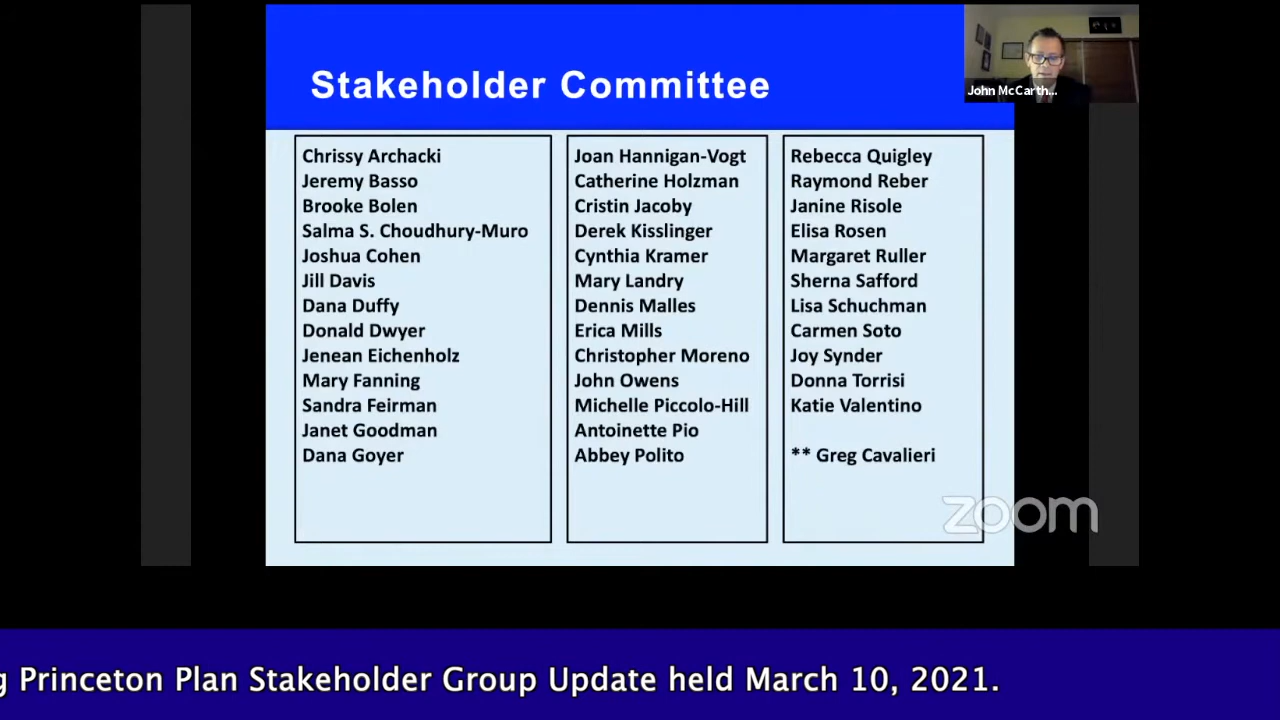 Stakeholder Committee
John McCarth...
Chrissy Archacki
Jeremy Basso
Brooke Bolen
Salma S. Choudhury-Muro
Joshua Cohen
Jill Davis
Dana Duffy
Donald Dwyer
Jenean Eichenholz
Mary Fanning
Sandra Feirman
Janet Goodman
Dana Goyer
Joan Hannigan-Vogt
Catherine Holzman
Cristin Jacoby
Derek Kisslinger
Cynthia Kramer
Mary Landry
Dennis Malles
Erica Mills
Christopher Moreno
John Owens
Michelle Piccolo-Hill
Antoinette Pio
Abbey Polito
Rebecca Quigley
Raymond Reber
Janine Risole
Elisa Rosen
Margaret Ruller
Sherna Safford
Lisa Schuchman
Carmen Soto
Joy Synder
Donna Torrisi
Katie Valentino
** Greg Cavalieri
zoom
g Princeton Plan Stakeholder Group Update held March 10, 2021.